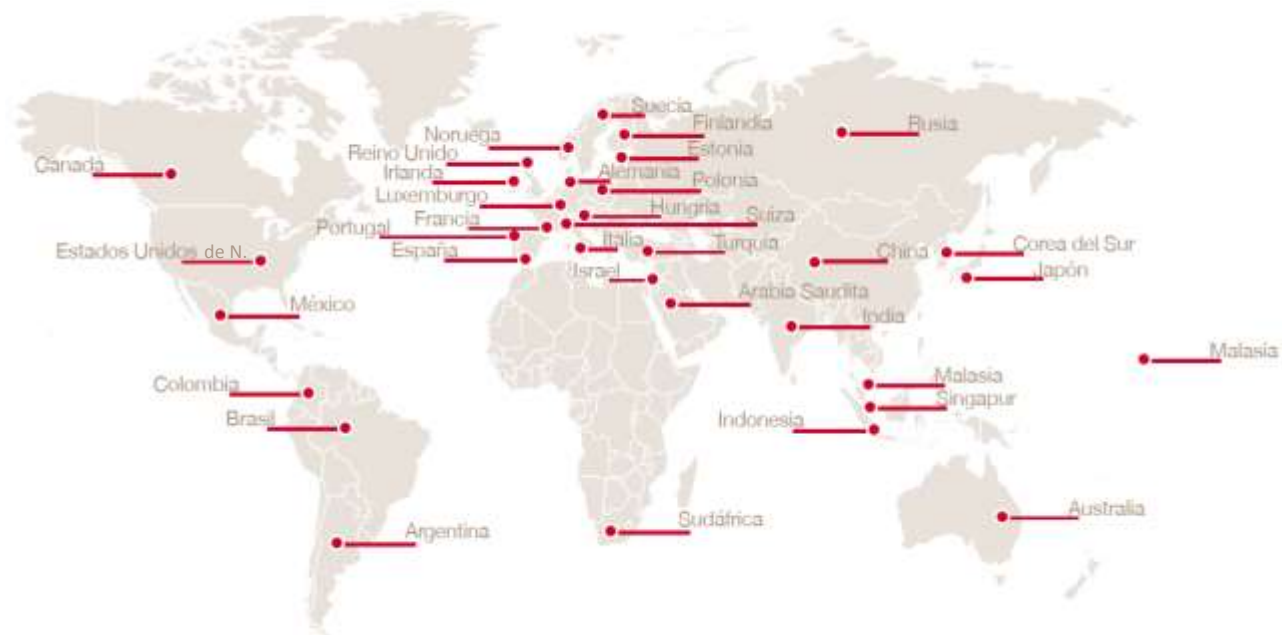 Suecia
Finlandia
Rusia
Noruega
Reino Unido
Estonia
Canada
Irlanda
Alemania
Polonia
Luxemburgo
Hungria
Portugal
Francia
Suiza
Estados Unidos de N.
España
Italia
Turquia
China
Corea del Sur
Israel
Japón
Arabia Saudita
México
India
Malasia
Colombia
Malasia
Brasil
Indonesia
Singapur
Argentina
Sudáfrica
Australia